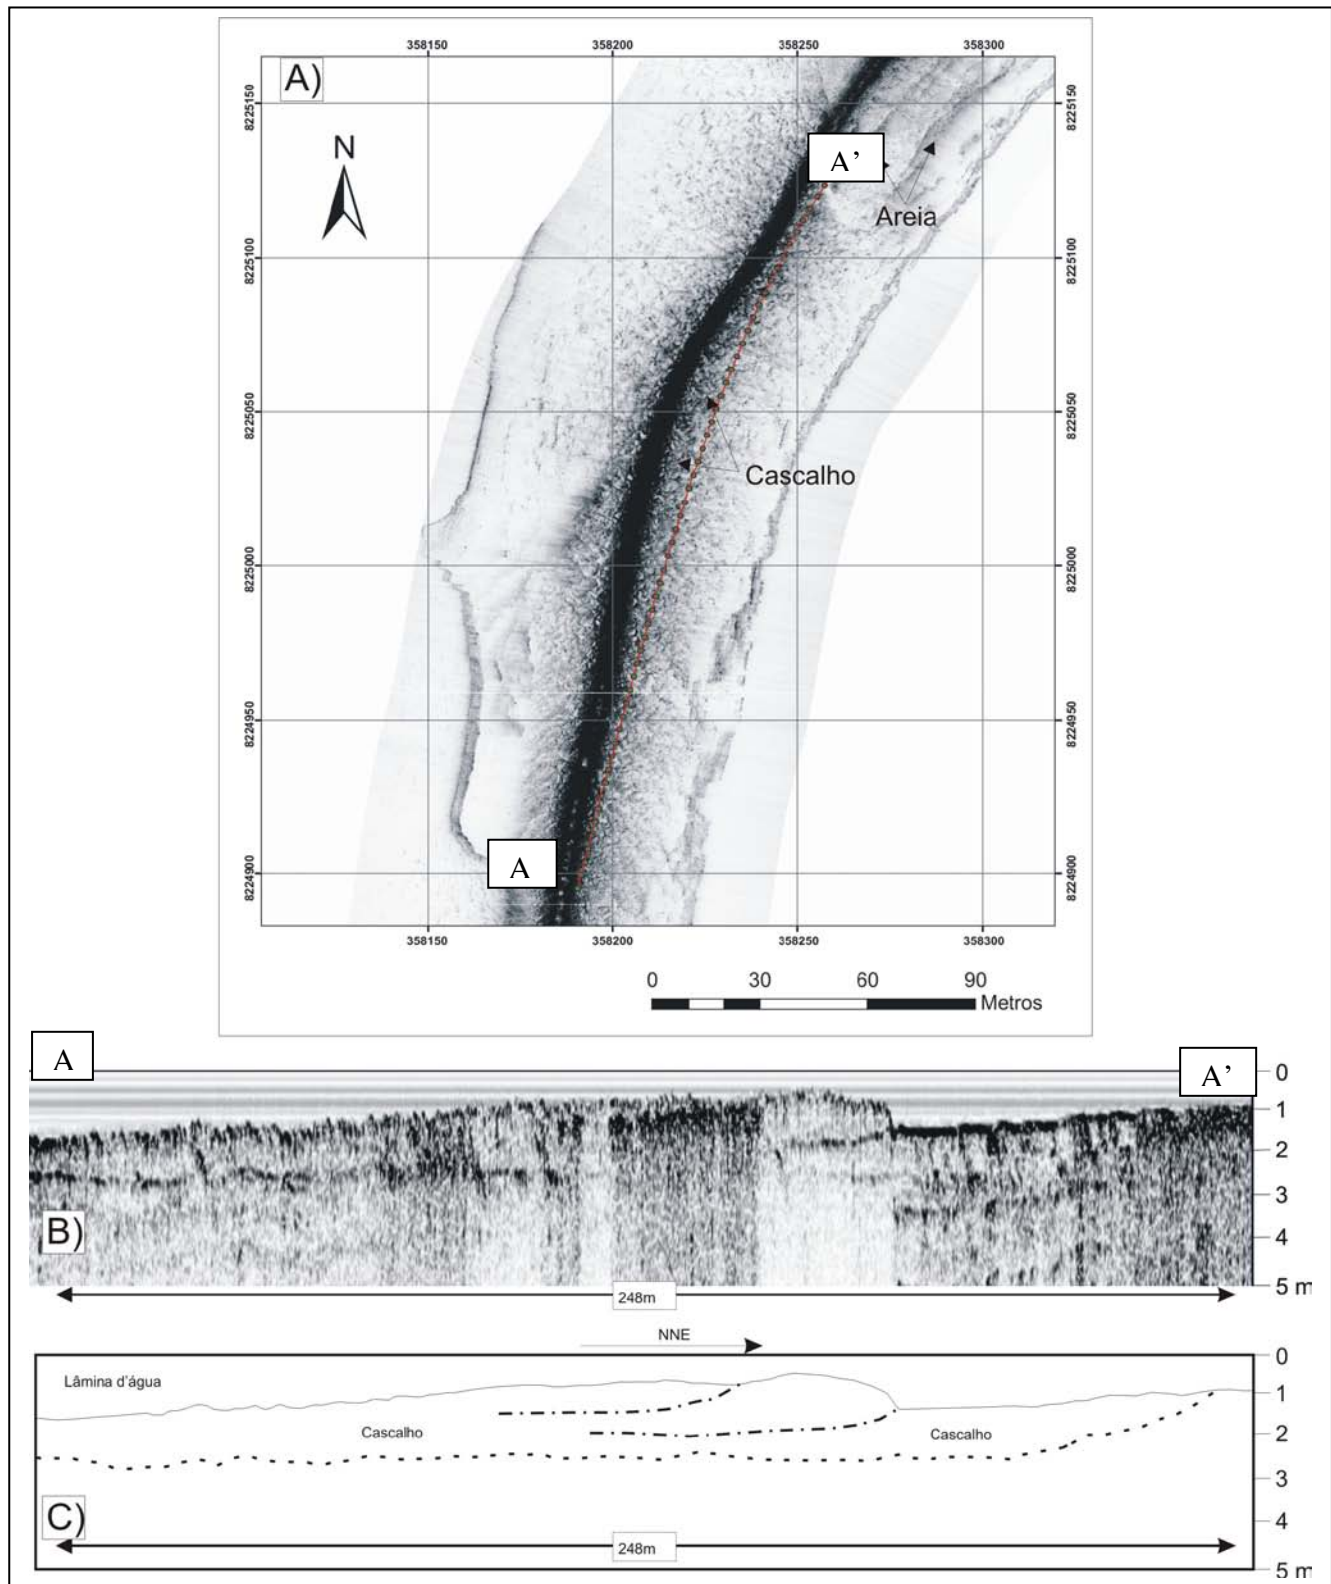 358150 358200 358250 358300
A)
8225150 8225150
N
A’
Areia
8225100 8225100
8225050 8225050
Cascalho
8225000 8225000
8224950 8224950
A
8224900 8224900
358150 358200 358250 358300
0 30 60 90
Metros
A A’
0
1
2
3
B)
4
5 m
248m
NNE
0
Lâmina d'água
1
Cascalho Cascalho
2
3
C)
4
248m
5 m